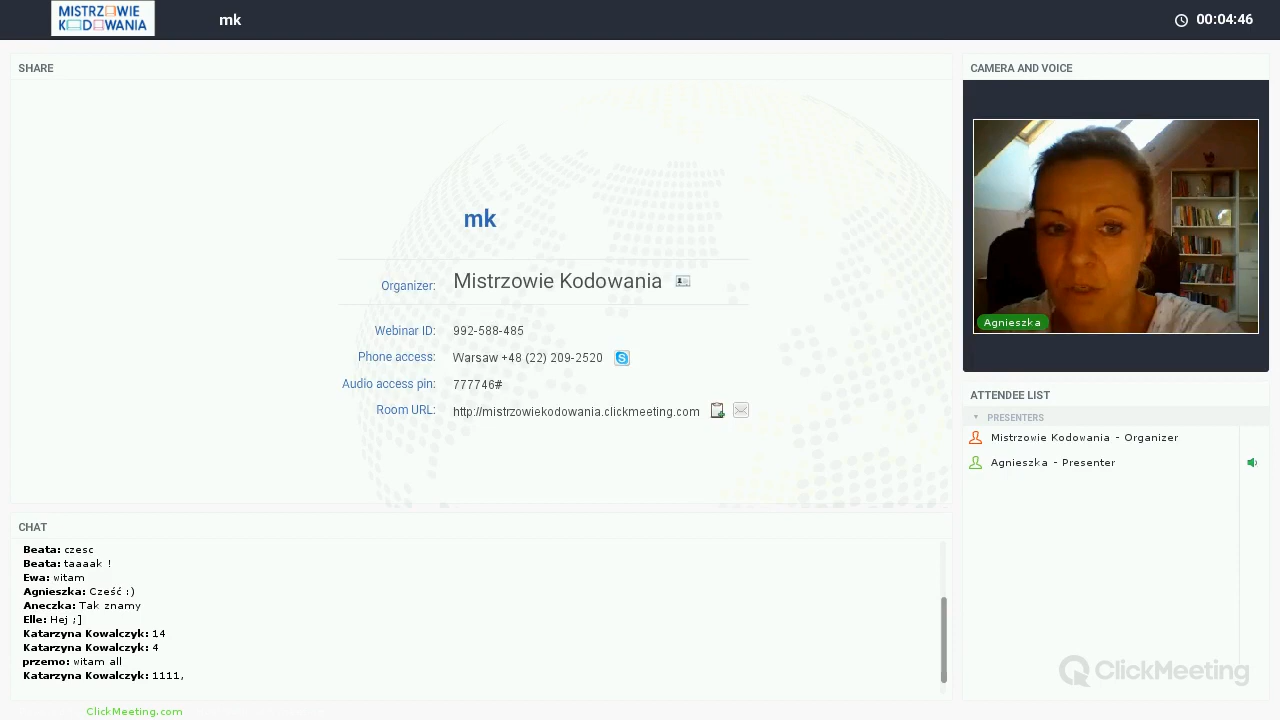 MISTRZOWIE
KODOWANIA
mk
00:04:46
SHARE
mk
Organizer: Mistrzowie Kodowania
Webinar ID: 992-588-485
Phone access: Warsaw +48 (22) 209-2520
Audio access pin: 777746#
Room URL: http://mistrzowiekodowania.clickmeeting.com
CAMERA AND VOICE
Agnieszka
ATTENDEE LIST
PRESENTERS
Mistrzowie Kodowania - Organizer
Agnieszka - Presenter
CHAT
Beata: czesc
Beata: taaaak !
Ewa: witam
Agnieszka: Cześć :)
Aneczka: Tak znamy
Elle: Hej ;]
Katarzyna Kowalczyk: 14
Katarzyna Kowalczyk: 4
przemo: witam all
Katarzyna Kowalczyk: 1111,
ClickMeeting
ClickMeeting.com